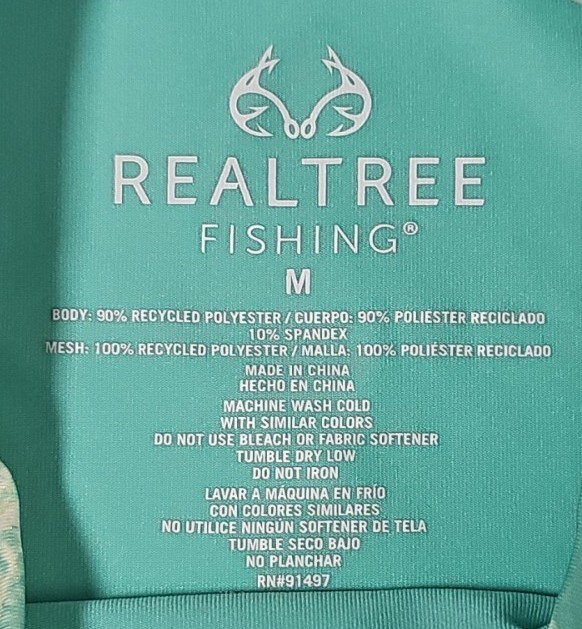 REALTREE
FISHING®
M
BODY: 90% RECYCLED POLYESTER / CUERPO: 90% POLIÉSTER RECICLADO
10% SPANDEX
MESH: 100% RECYCLED POLYESTER / MALLA: 100% POLIÉSTER RECICLADO
MADE IN CHINA
HECHO EN CHINA
MACHINE WASH COLD
WITH SIMILAR COLORS
DO NOT USE BLEACH OR FABRIC SOFTENER
TUMBLE DRY LOW
DO NOT IRON
LAVAR A MÁQUINA EN FRÍO
CON COLORES SIMILARES
NO UTILICE NINGÚN SOFTENER DE TELA
TUMBLE SECO BAJO
NO PLANCHAR
RN#91497